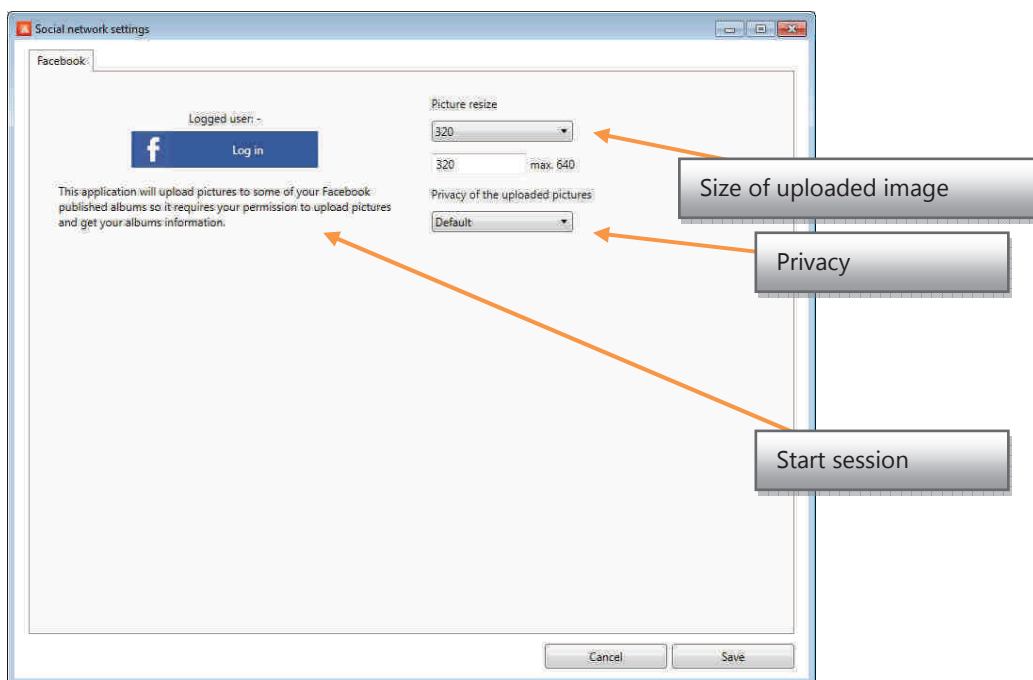 Social network settings
Facebook
Logged user: -
f
Log in
This application will upload pictures to some of your Facebook
published albums so it requires your permission to upload pictures
and get your albums information.
Picture resize
320
320 max. 640
Privacy of the uploaded pictures
Default
Size of uploaded image
Privacy
Start session
Cancel Save